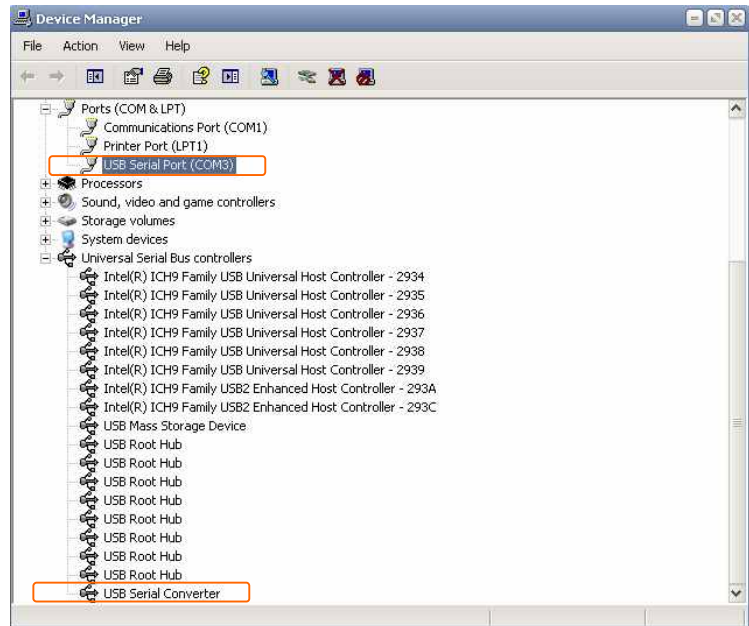 Device Manager
File Action View Help
Ports (COM & LPT)
Communications Port (COM1)
Printer Port (LPT1)
USB Serial Port (COM3)
Processors
Sound, video and game controllers
Storage volumes
System devices
Universal Serial Bus controllers
Intel(R) ICH9 Family USB Universal Host Controller - 2934
Intel(R) ICH9 Family USB Universal Host Controller - 2935
Intel(R) ICH9 Family USB Universal Host Controller - 2936
Intel(R) ICH9 Family USB Universal Host Controller - 2937
Intel(R) ICH9 Family USB Universal Host Controller - 2938
Intel(R) ICH9 Family USB Universal Host Controller - 2939
Intel(R) ICH9 Family USB2 Enhanced Host Controller - 293A
Intel(R) ICH9 Family USB2 Enhanced Host Controller - 293C
USB Mass Storage Device
USB Root Hub
USB Root Hub
USB Root Hub
USB Root Hub
USB Root Hub
USB Root Hub
USB Root Hub
USB Root Hub
USB Serial Converter